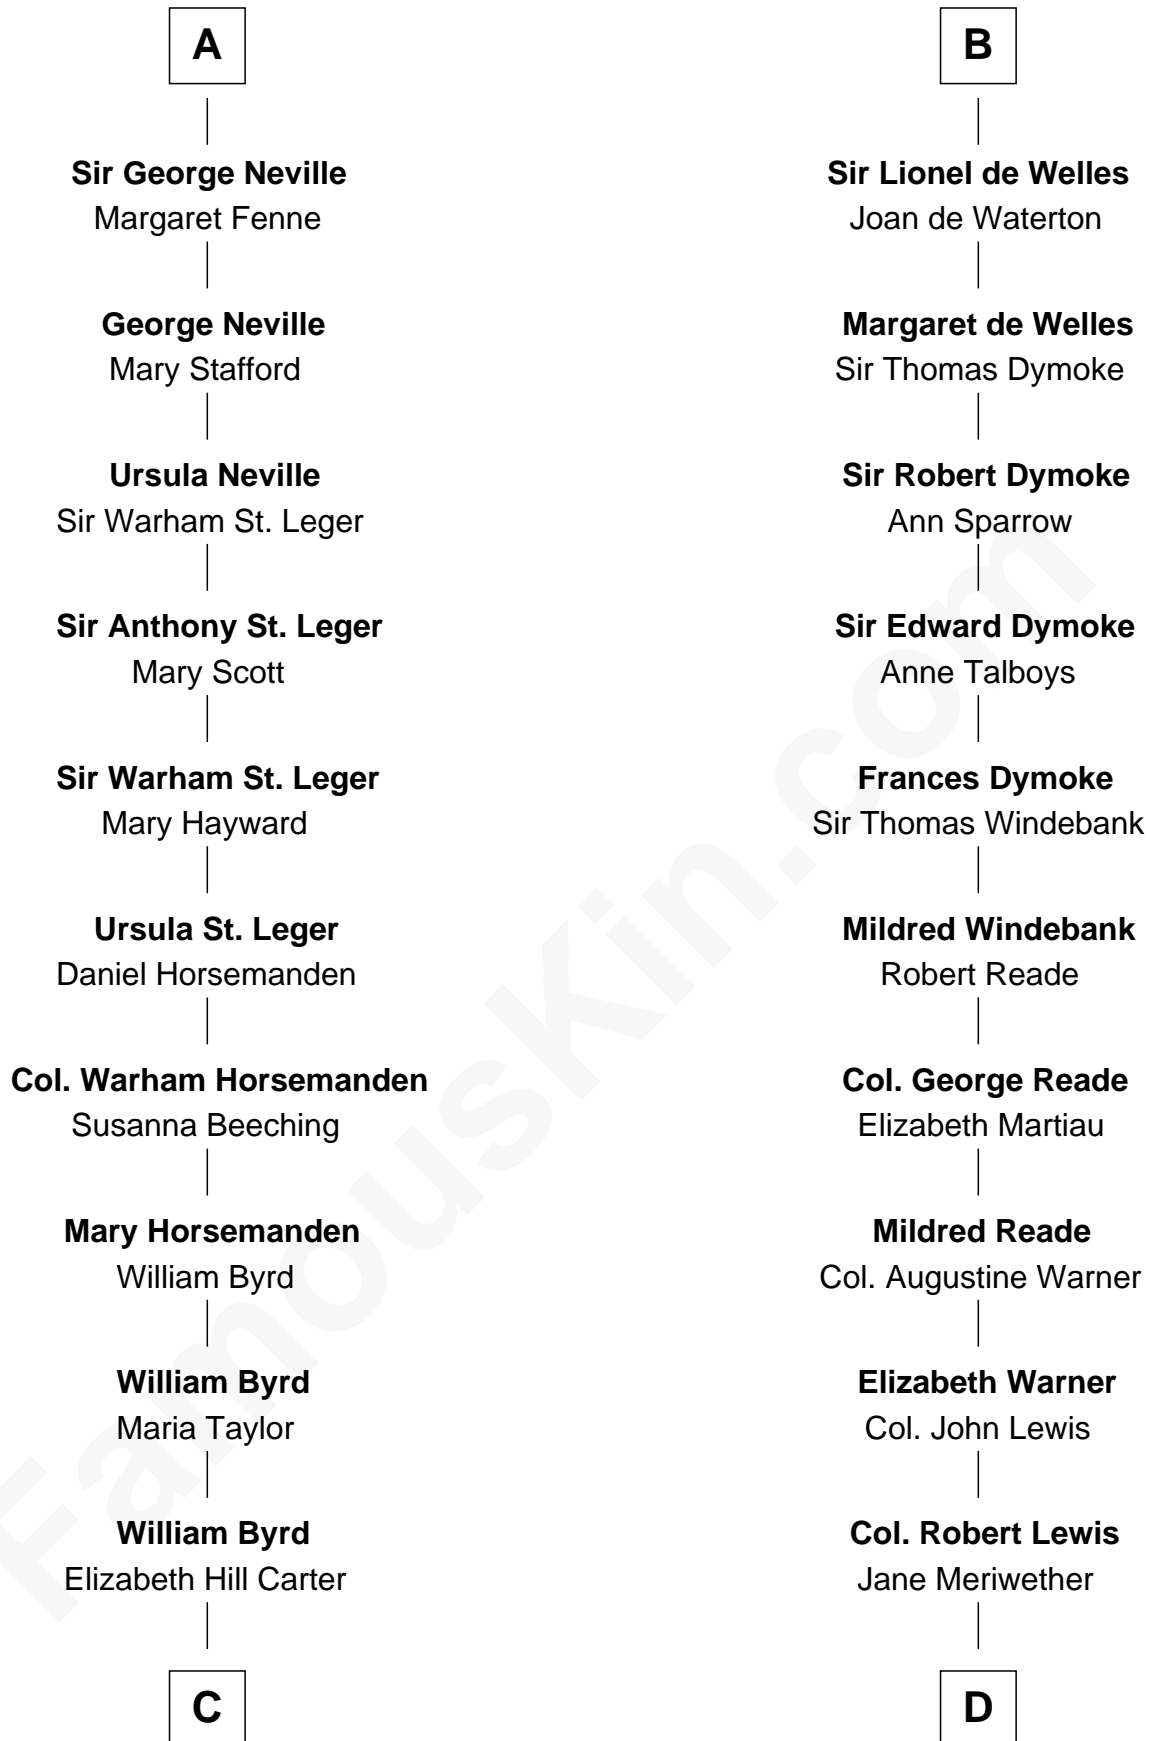 A
Sir George Neville
Margaret Fenne
George Neville
Mary Stafford
Ursula Neville
Sir Warham St. Leger
Sir Anthony St. Leger
Mary Scott
Sir Warham St. Leger
Mary Hayward
Ursula St. Leger
Daniel Horsemanden
Col. Warham Horsemanden
Susanna Beeching
Mary Horsemanden
William Byrd
William Byrd
Maria Taylor
William Byrd
Elizabeth Hill Carter
C
B
Sir Lionel de Welles
Joan de Waterton
Margaret de Welles
Sir Thomas Dymoke
Sir Robert Dymoke
Ann Sparrow
Sir Edward Dymoke
Anne Talboys
Frances Dymoke
Sir Thomas Windebank
Mildred Windebank
Robert Reade
Col. George Reade
Elizabeth Martiau
Mildred Reade
Col. Augustine Warner
Elizabeth Warner
Col. John Lewis
Col. Robert Lewis
Jane Meriwether
D
FamousKin.com